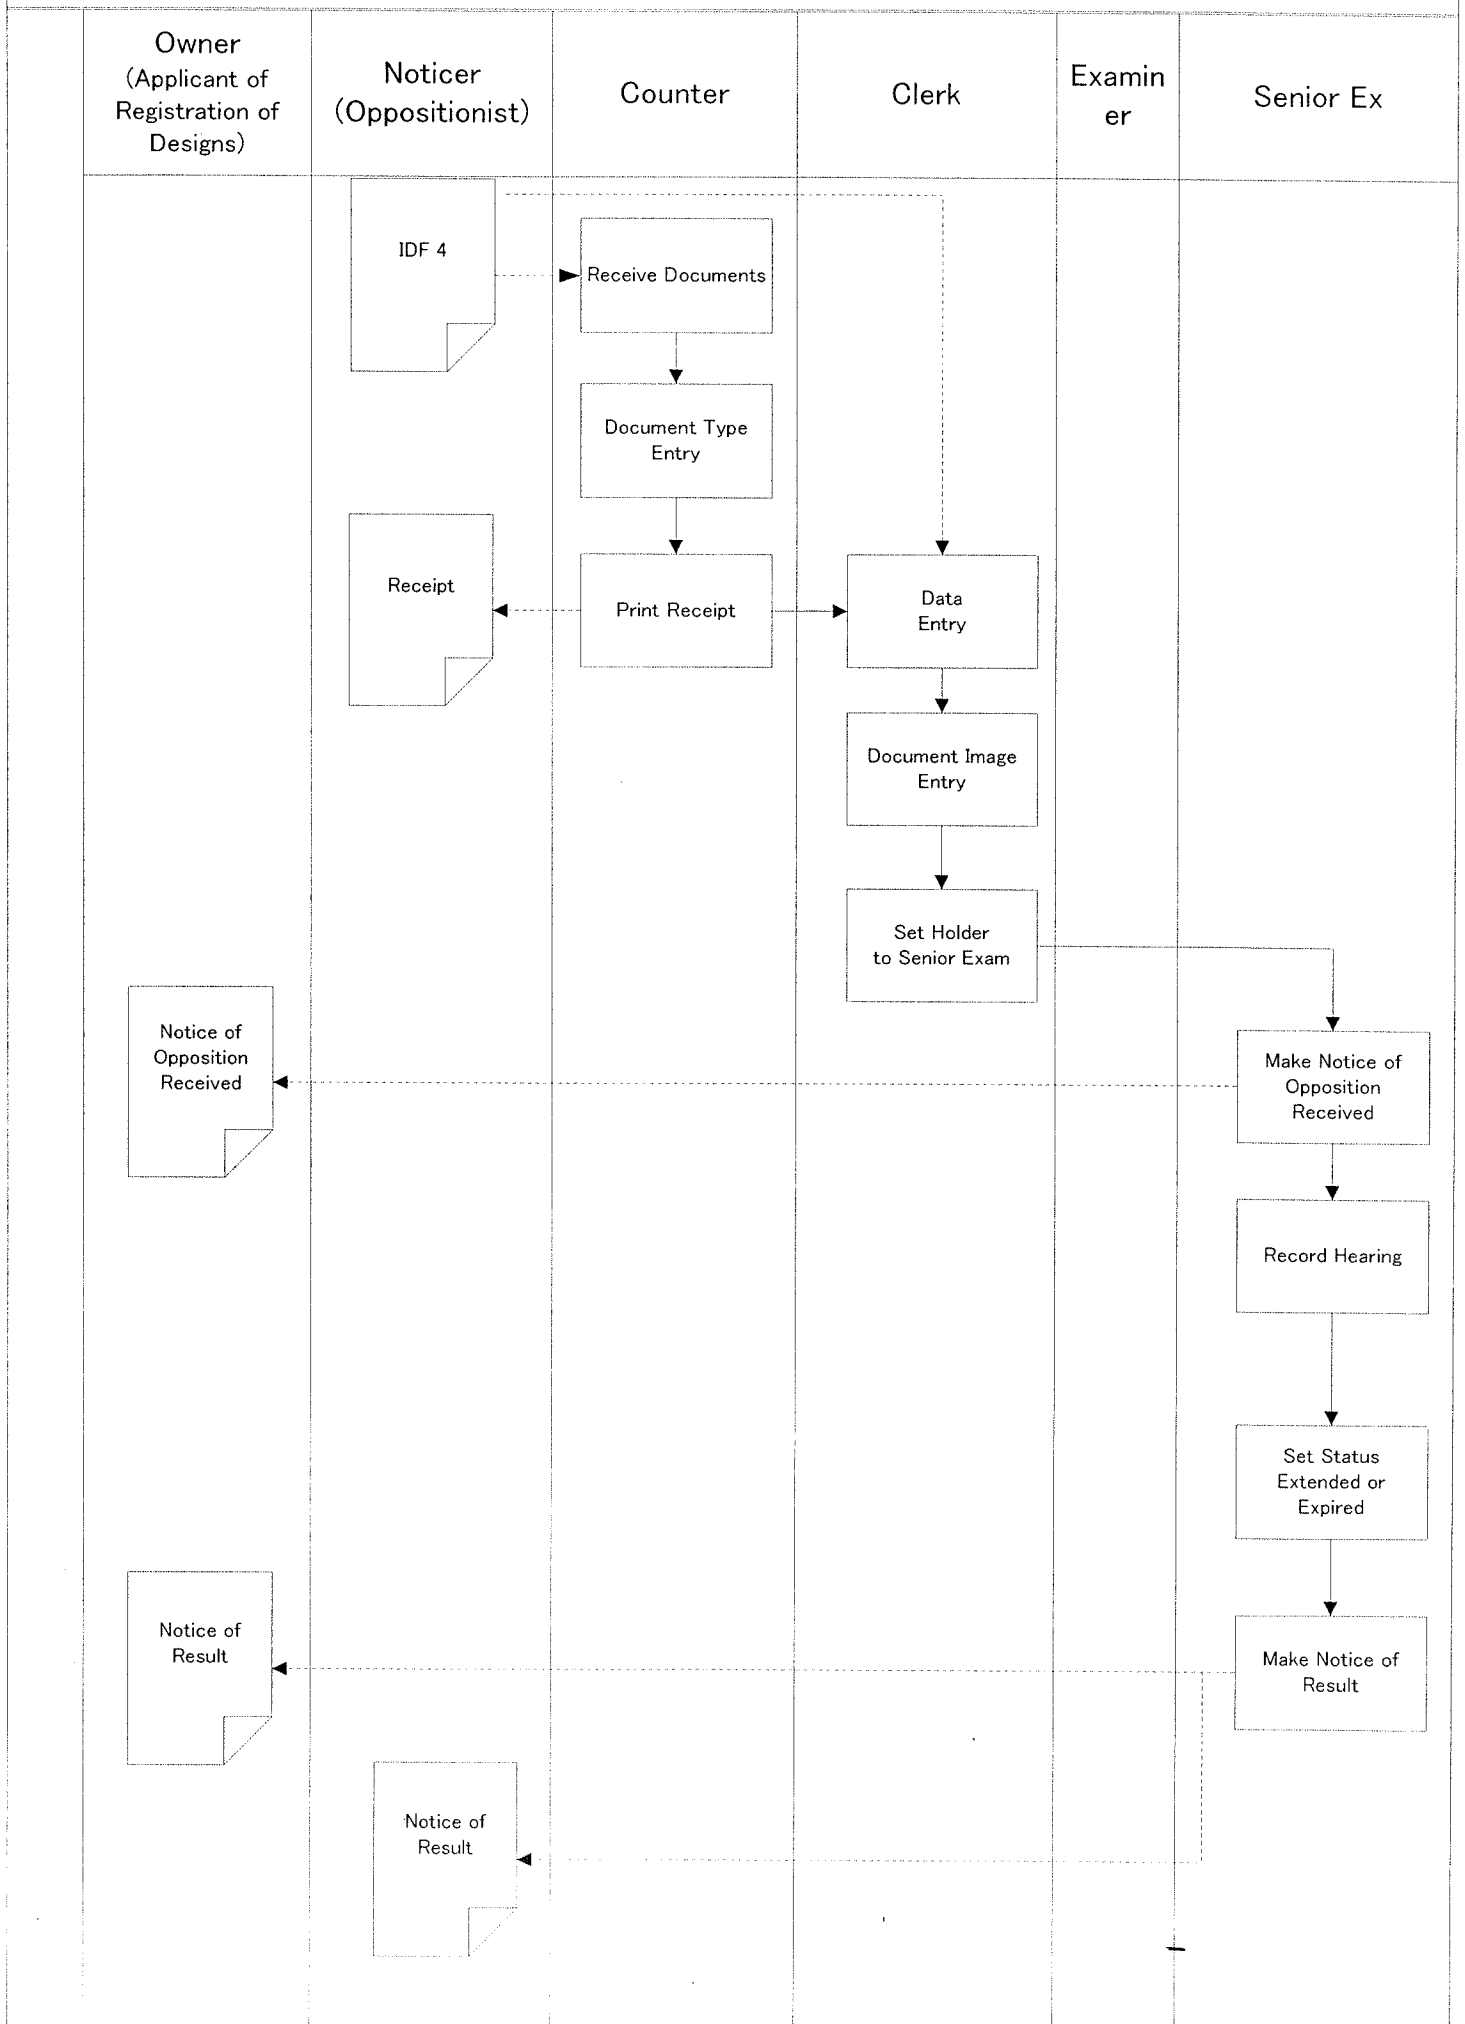 Owner
(Applicant of
Registration of
Designs)
Noticer
(Oppositionist)
Counter
Clerk
Examin
er
Senior Ex
IDF 4
Receive Documents
Document Type
Entry
Receipt
Print Receipt
Data
Entry
Document Image
Entry
Set Holder
to Senior Exam
Notice of
Opposition
Received
Make Notice of
Opposition
Received
Record Hearing
Set Status
Extended or
Expired
Notice of
Result
Make Notice of
Result
Notice of
Result